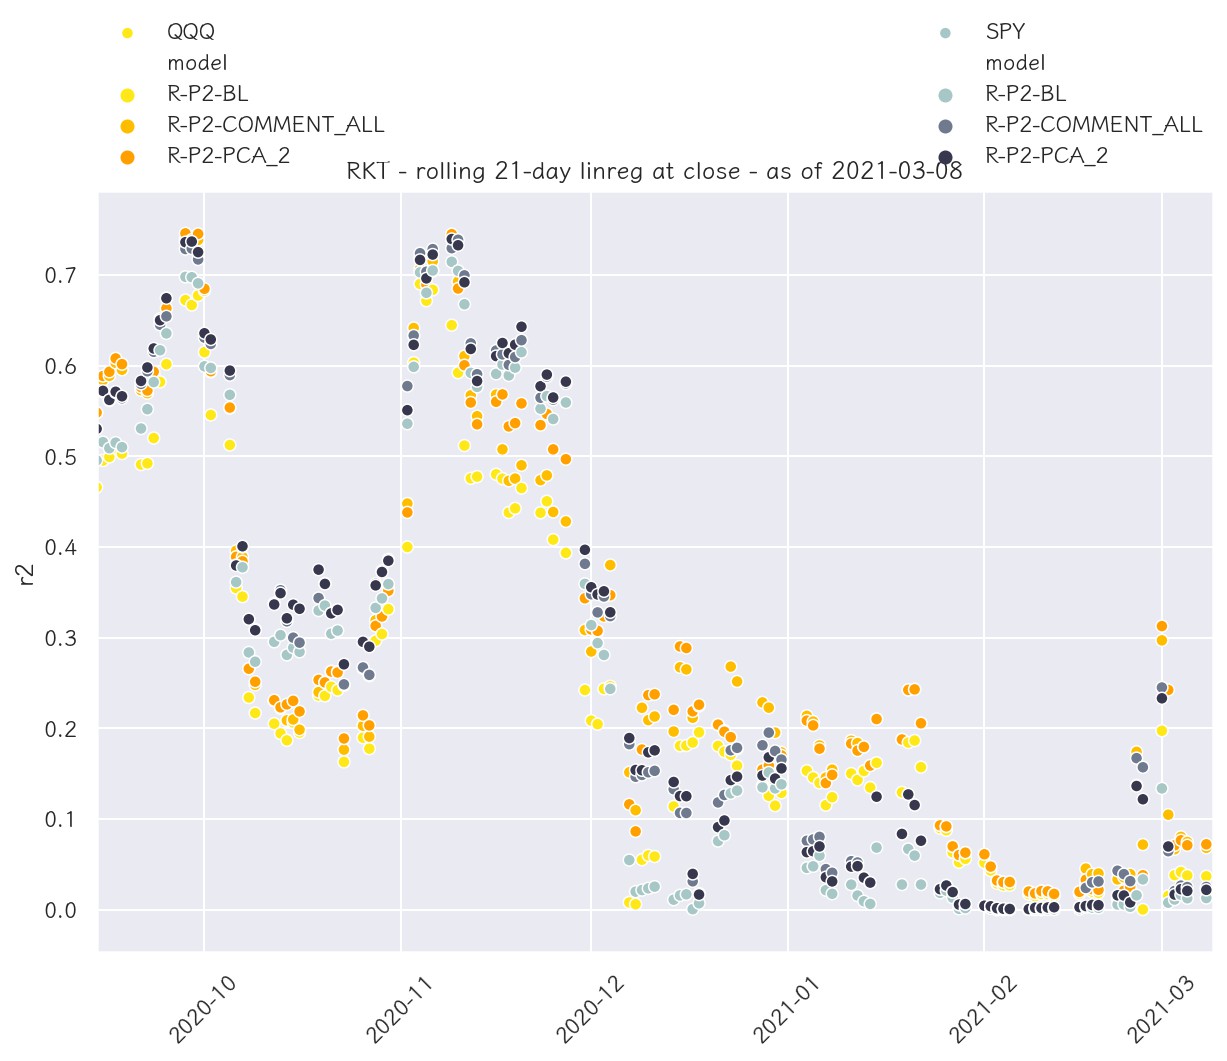 QQQ
model
R-P2-BL
R-P2-COMMENT_ALL
R-P2-PCA_2
SPY
model
R-P2-BL
R-P2-COMMENT_ALL
R-P2-PCA_2
RKT - rolling 21-day linreg at close - as of 2021-03-08
r2
0.7
0.6
0.5
0.4
0.3
0.2
0.1
0.0
2020-10
2020-11
2020-12
2021-01
2021-02
2021-03